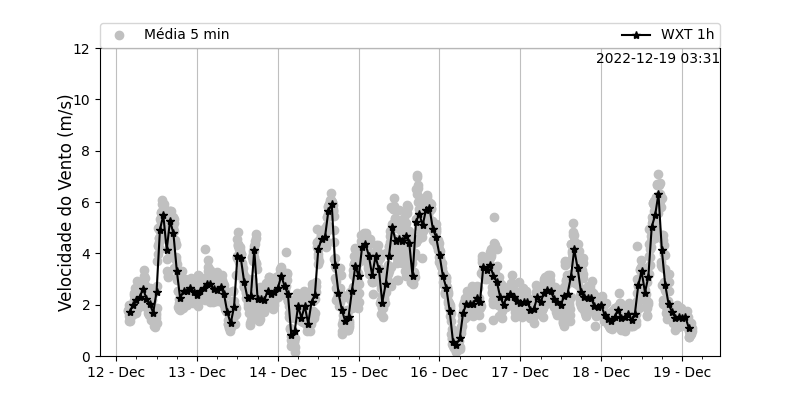 Média 5 min
WXT 1h
2022-12-19 03:31
Velocidade do Vento (m/s)
12
10
8
6
4
2
0
12 - Dec 13 - Dec 14 - Dec 15 - Dec 16 - Dec 17 - Dec 18 - Dec 19 - Dec